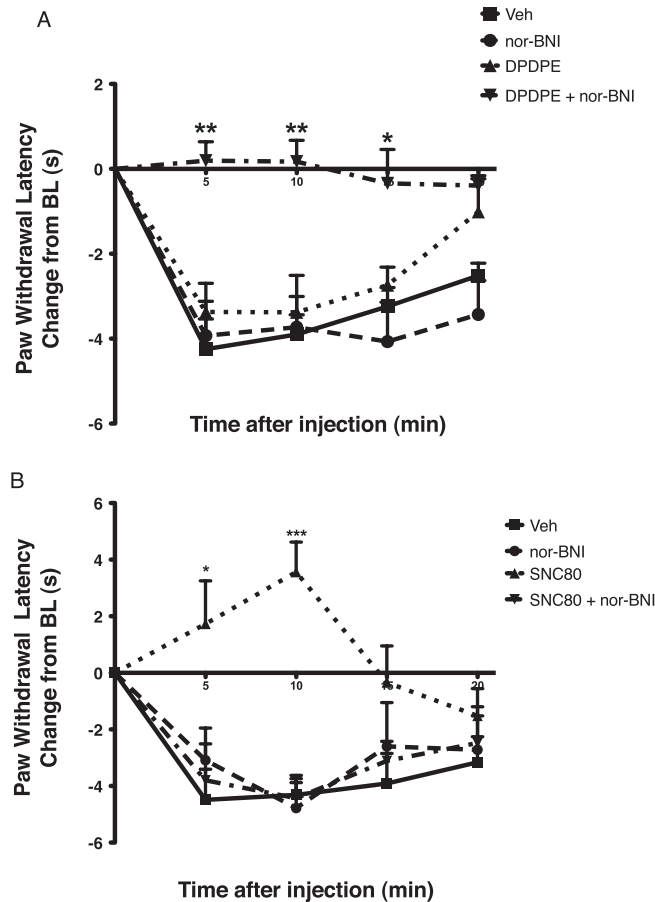 A
Veh
nor-BNI
DPDPE
DPDPE + nor-BNI
Paw Withdrawal Latency
Change from BL (s)
2
0
-2
-4
-6
**
**
*
5
10
Time after injection (min)
B
Veh
nor-BNI
SNC80
SNC80 + nor-BNI
Paw Withdrawal Latency
Change from BL (s)
6
4
2
0
-2
-4
-6
*
***
5
10
20
Time after injection (min)